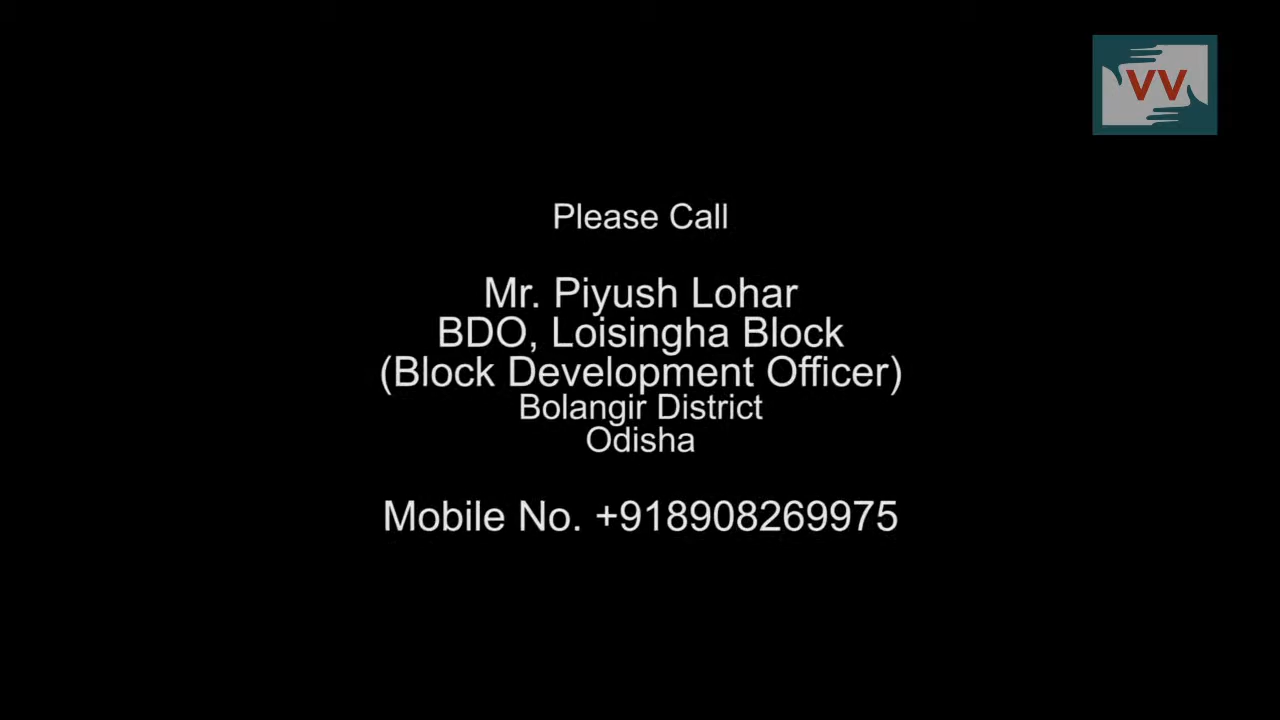 VV
Please Call
Mr. Piyush Lohar
BDO, Loisingha Block
(Block Development Officer)
Bolangir District
Odisha
Mobile No. +918908269975